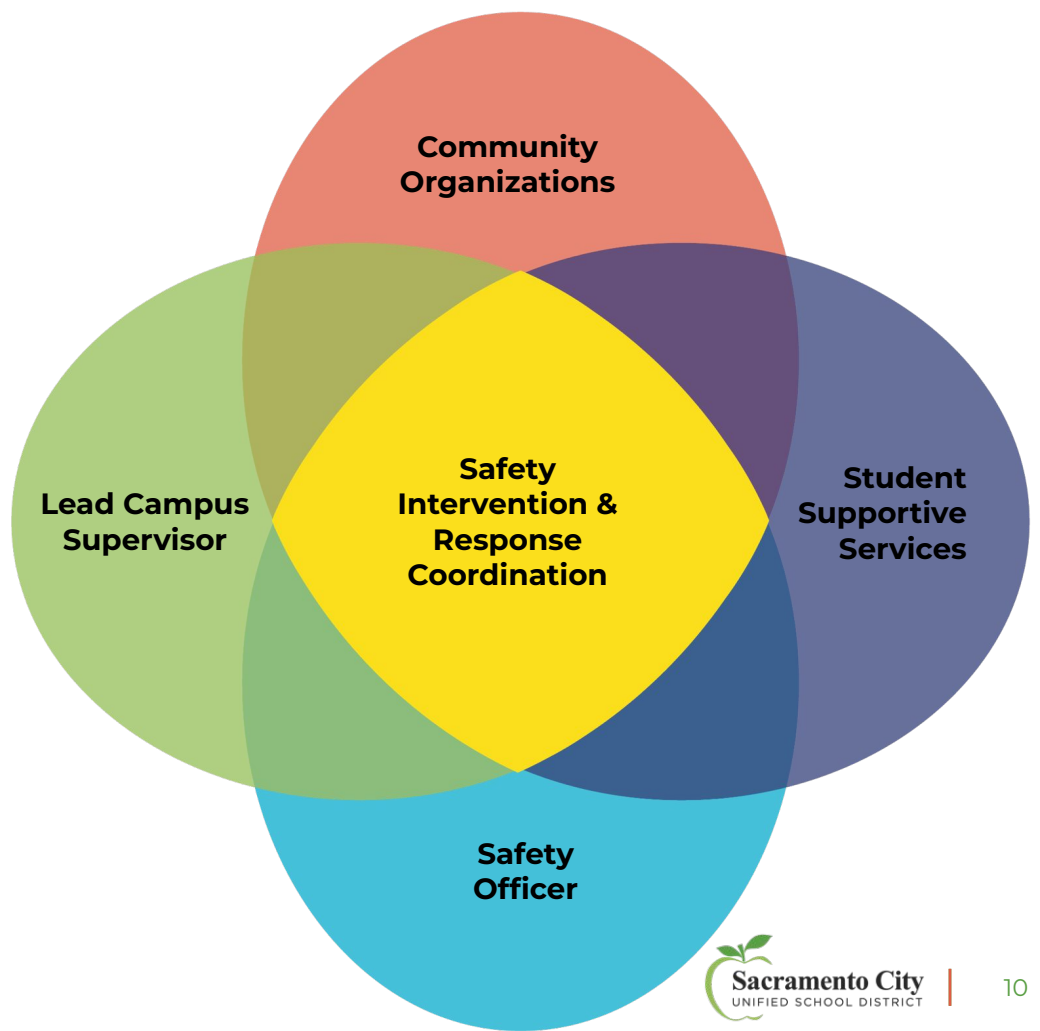 Community
Organizations
Lead Campus
Supervisor
Safety
Intervention &
Response
Coordination
Student
Supportive
Services
Safety
Officer
Sacramento City
UNIFIED SCHOOL DISTRICT
10